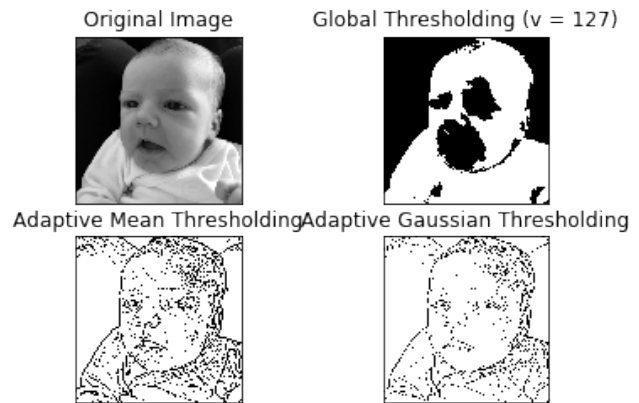 Original Image
Global Thresholding (v = 127)
Adaptive Mean Thresholding
Adaptive Gaussian Thresholding